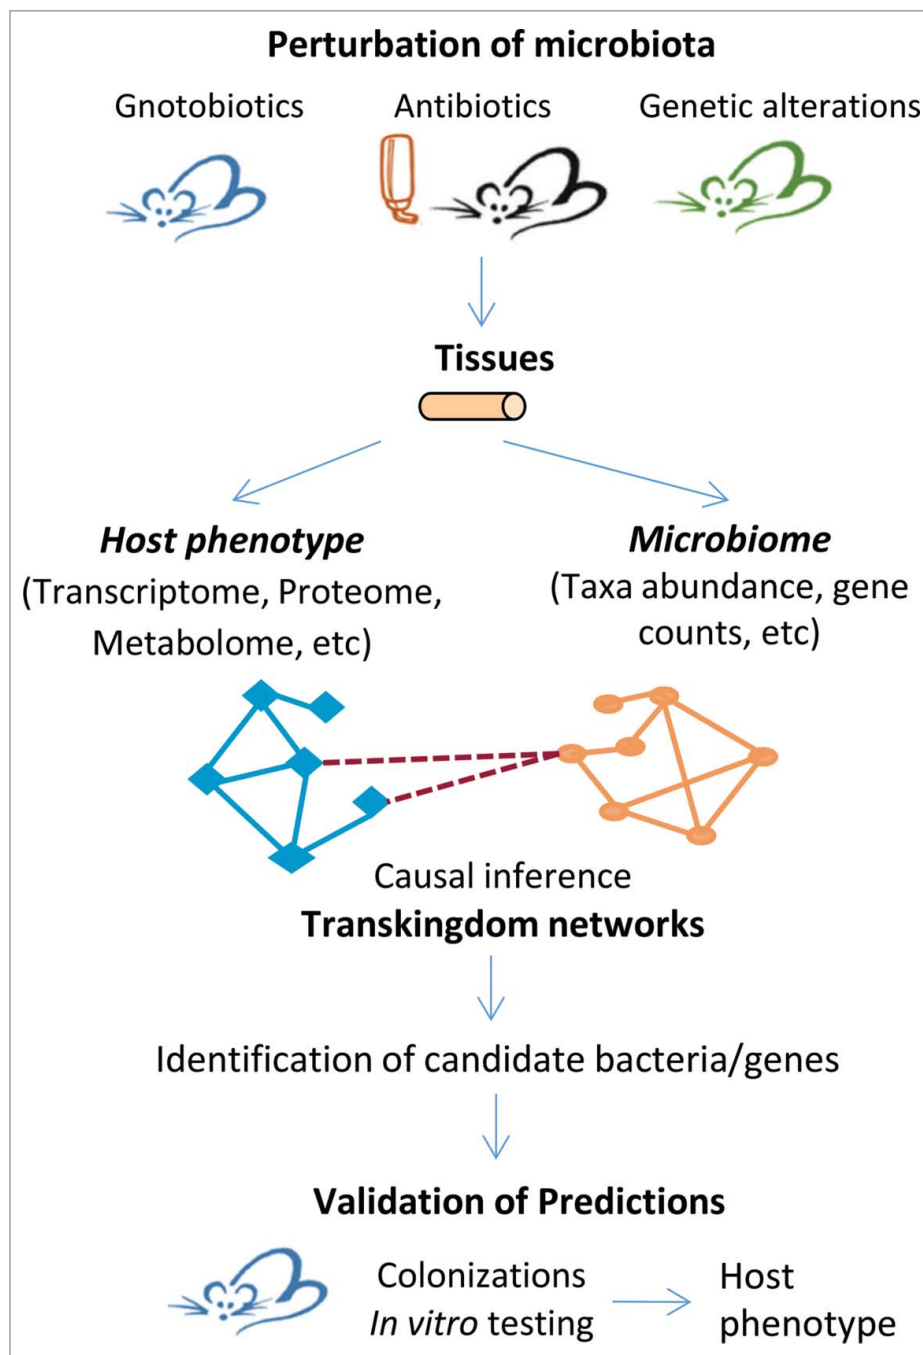 Perturbation of microbiota
Gnotobiotics
Antibiotics
Genetic alterations
Tissues
Host phenotype
(Transcriptome, Proteome,
Metabolome, etc)
Microbiome
(Taxa abundance, gene
counts, etc)
Causal inference
Transkingdom networks
Identification of candidate bacteria/genes
Validation of Predictions
Colonizations
In vitro testing
Host
phenotype